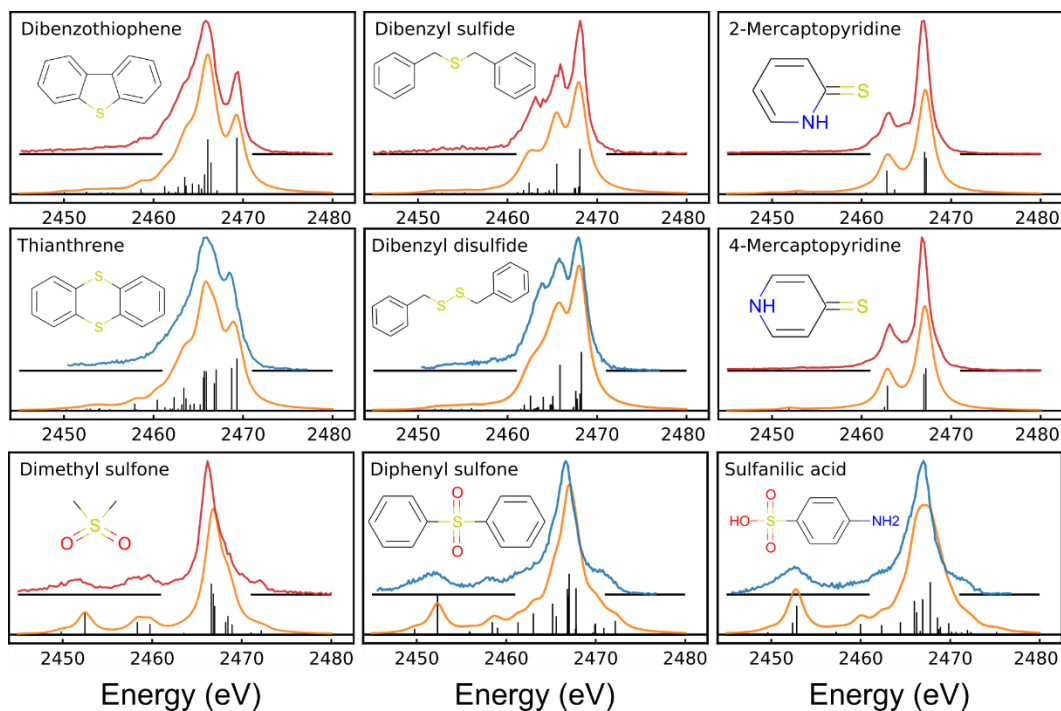 Dibenzothiophene
S
2450 2460 2470 2480
Dibenzyl sulfide
S
2450 2460 2470 2480
2-Mercaptopyridine
S
NH
2450 2460 2470 2480
Thianthrene
S
S
2450 2460 2470 2480
Dibenzyl disulfide
S
S
2450 2460 2470 2480
4-Mercaptopyridine
NH
S
2450 2460 2470 2480
Dimethyl sulfone
S
O O
2450 2460 2470 2480
Energy (eV)
Diphenyl sulfone
O
S
O
2450 2460 2470 2480
Energy (eV)
Sulfanilic acid
O
HO S NH2
O
2450 2460 2470 2480
Energy (eV)